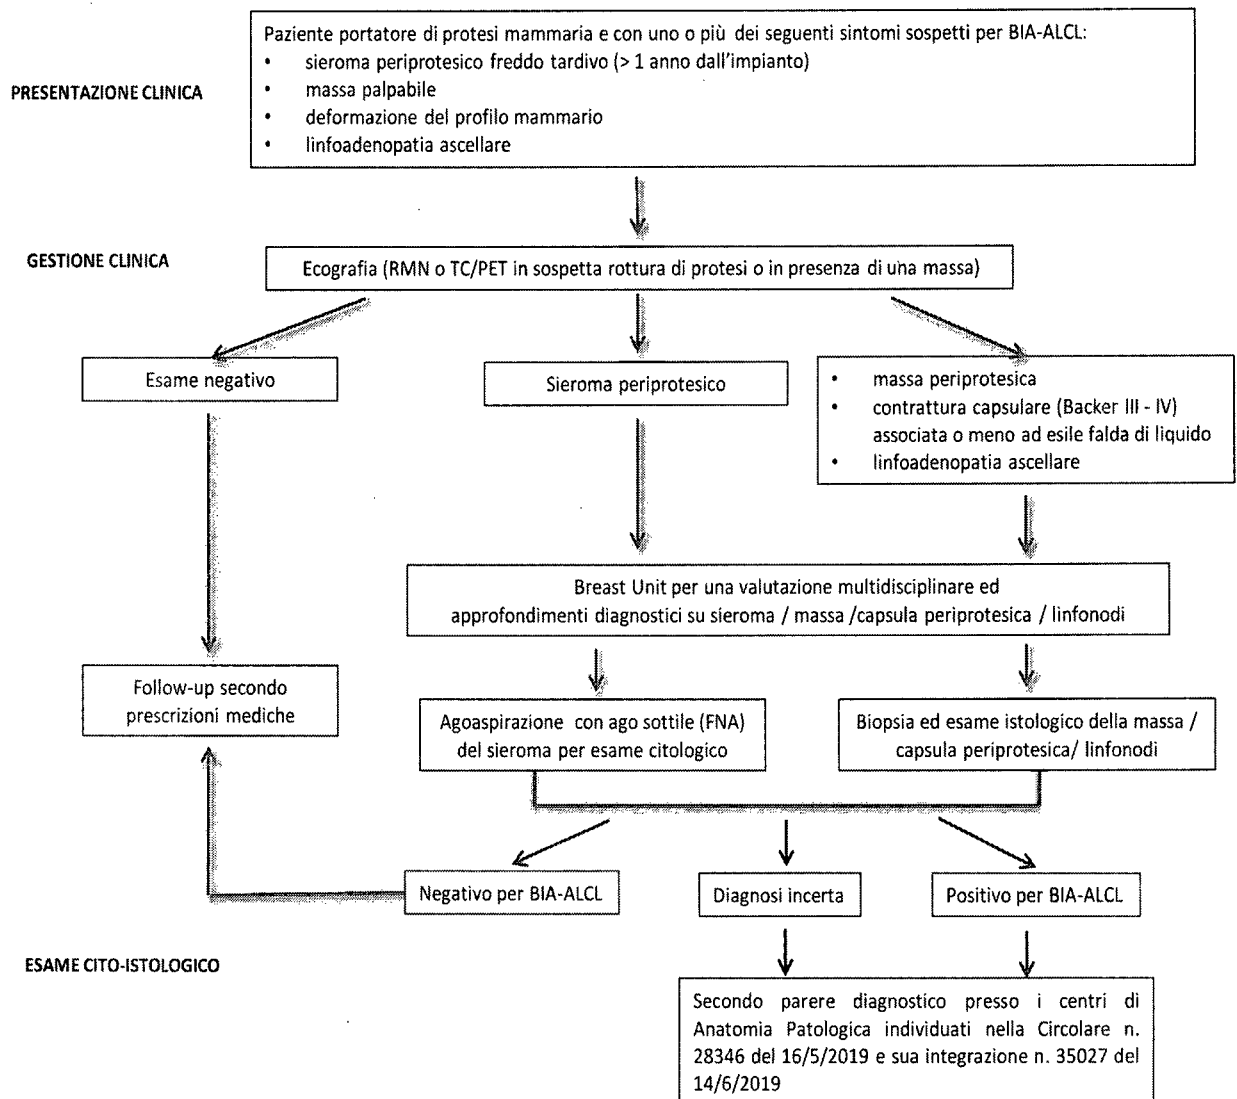 Paziente portatore di protesi mammaria e con uno o più dei seguenti sintomi sospetti per BIA-ALCL:
• sieroma periprotesico freddo tardivo (> 1 anno dall'impianto)
PRESENTAZIONE CLINICA
• massa palpabile
• deformazione del profilo mammario
• linfoadenopatia ascellare
GESTIONE CLINICA
Ecografia (RMN o TC/PET in sospetta rottura di protesi o in presenza di una massa)
Esame negativo
Sieroma periprotesico
• massa periprotesica
• contrattura capsulare (Backer III - IV)
associata o meno ad esile falda di liquido
• linfoadenopatia ascellare
Breast Unit per una valutazione multidisciplinare ed
approfondimenti diagnostici su sieroma / massa /capsula periprotesica / linfonodi
Follow-up secondo
prescrizioni mediche
Agoaspirazione con ago sottile (FNA)
del sieroma per esame citologico
Biopsia ed esame istologico della massa /
capsula periprotesica/ linfonodi
Negativo per BIA-ALCL
Diagnosi incerta
Positivo per BIA-ALCL
ESAME CITO-ISTOLOGICO
Secondo parere diagnostico presso i centri di
Anatomia Patologica individuati nella Circolare n.
28346 del 16/5/2019 e sua integrazione n. 35027 del
14/6/2019